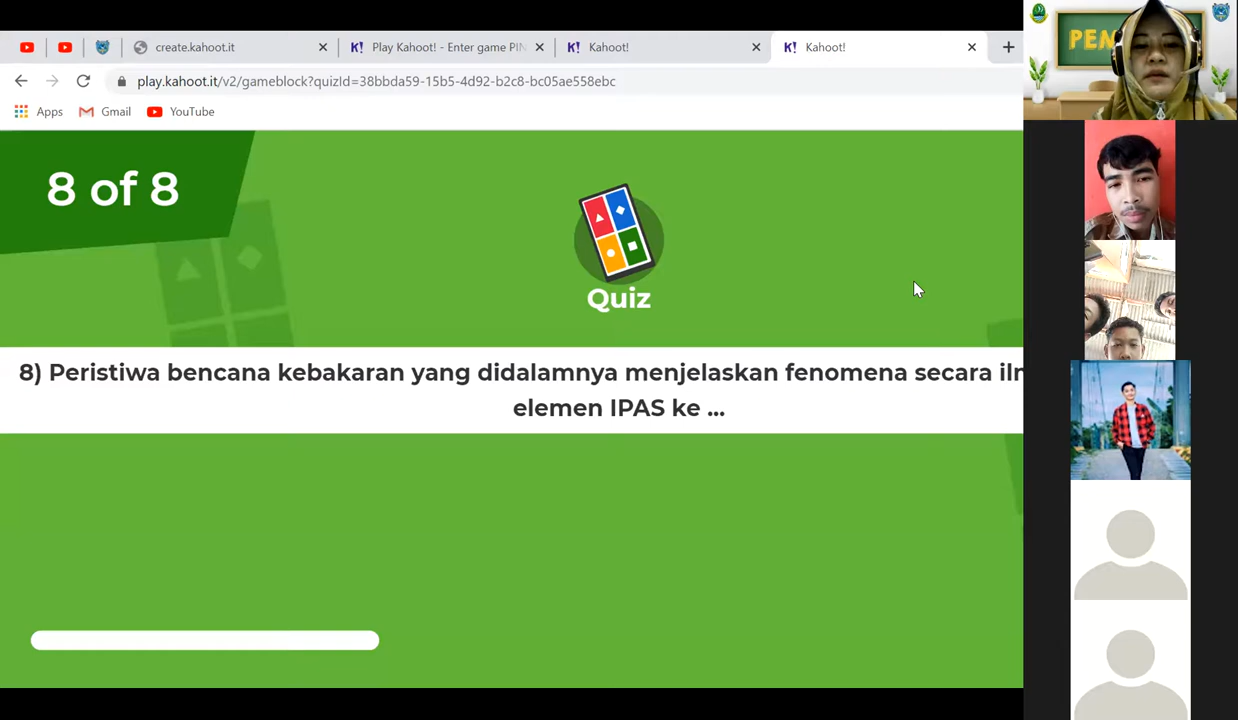 create.kahoot.it
Play Kahoot! - Enter game PIN
Kahoot!
Kahoot!
play.kahoot.it/v2/gameblock?quizId=38bbda59-15b5-4d92-b2c8-bc05ae558ebc
Apps
Gmail
YouTube
PEN
8 of 8
Quiz
8) Peristiwa bencana kebakaran yang didalamnya menjelaskan fenomena secara iln
elemen IPAS ke ...